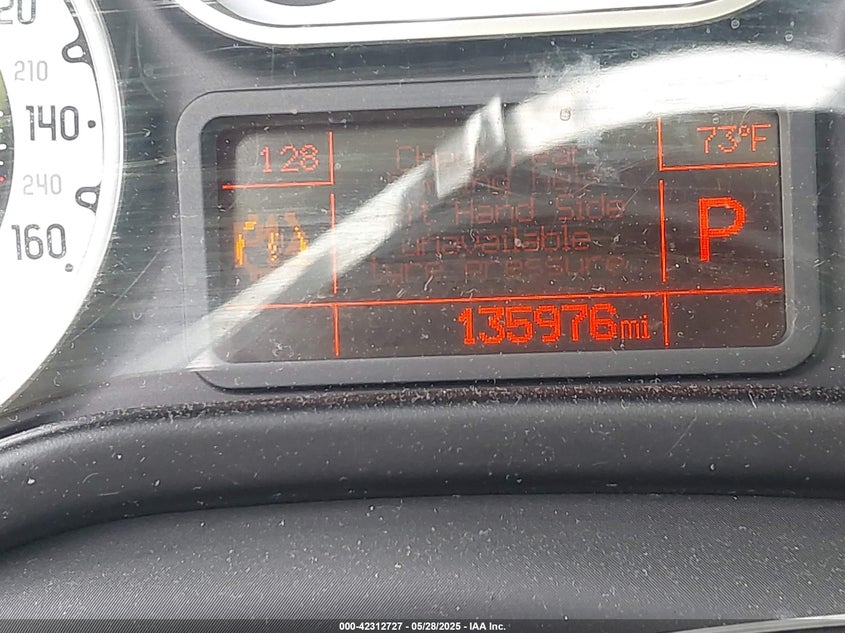 210
140
240
160
128
73°F
Check rear
Hand Side
unavailable
tyre pressure
P
135976mi
000-42312727 - 05/28/2025 - IAA Inc.